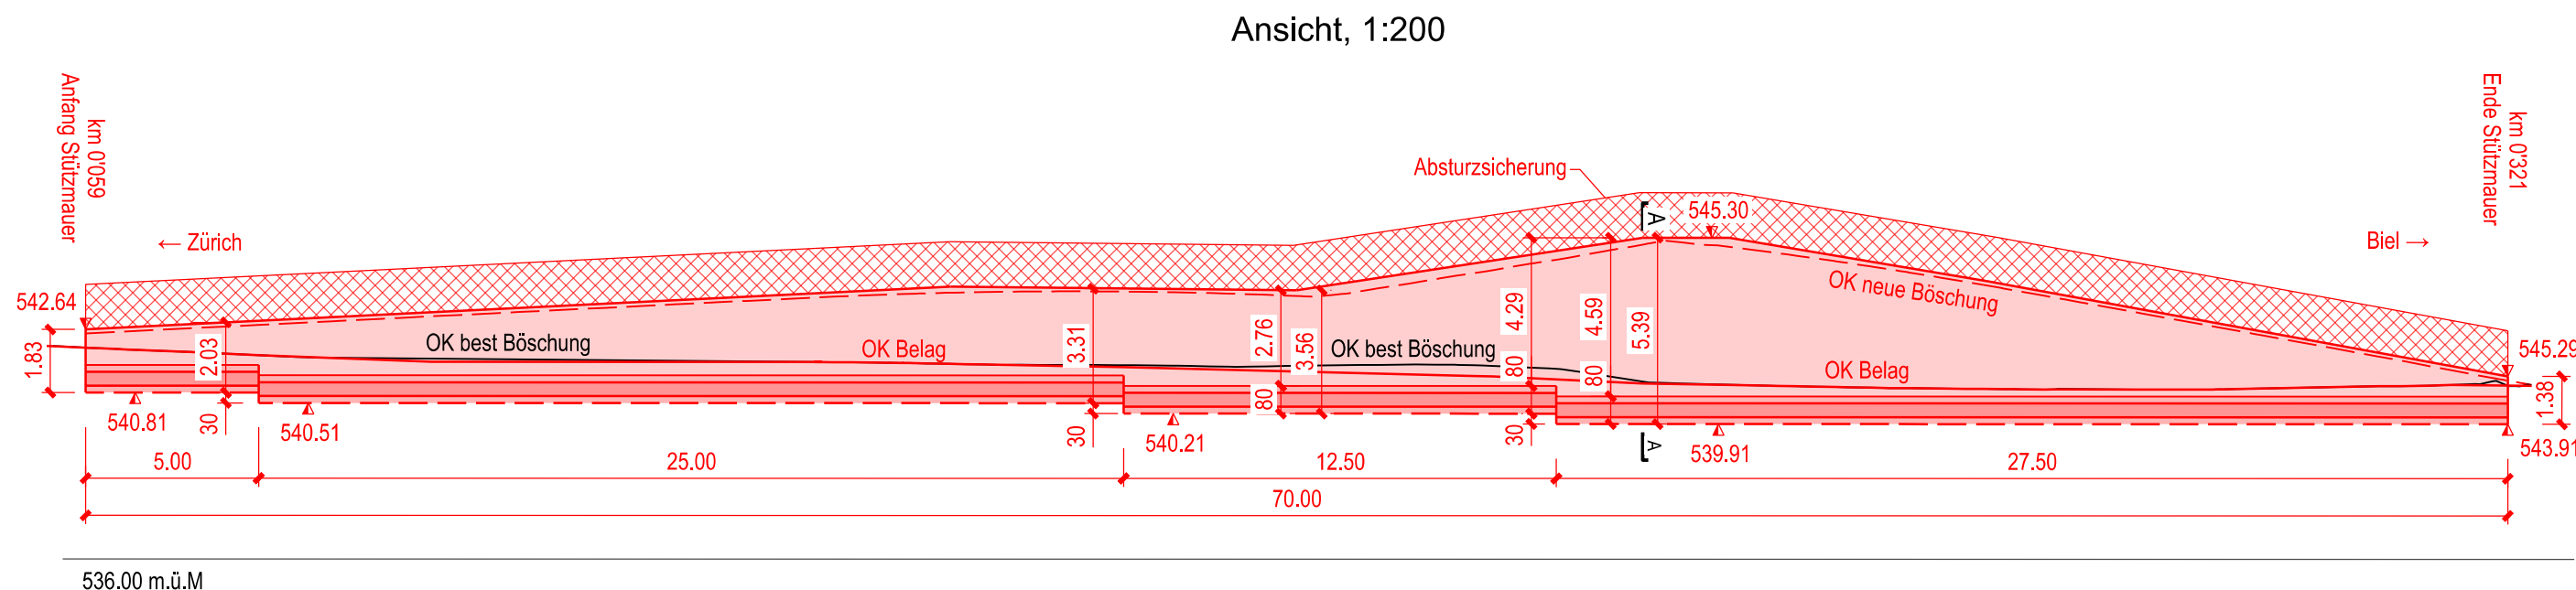 Ansicht, 1:200
km 0'059
Anfang Stützmauer
km 0'321
Ende Stützmauer
← Zürich
Biel →
Absturzsicherung
A
545.30
542.64
OK neue Böschung
1.83
2.03
OK best Böschung
OK Belag
3.31
2.76
3.56
OK best Böschung
4.29
4.59
5.39
OK Belag
545.29
1.38
80
80
80
540.81
30
540.51
30
540.21
30
A
539.91
543.91
5.00
25.00
12.50
27.50
70.00
536.00 m.ü.M